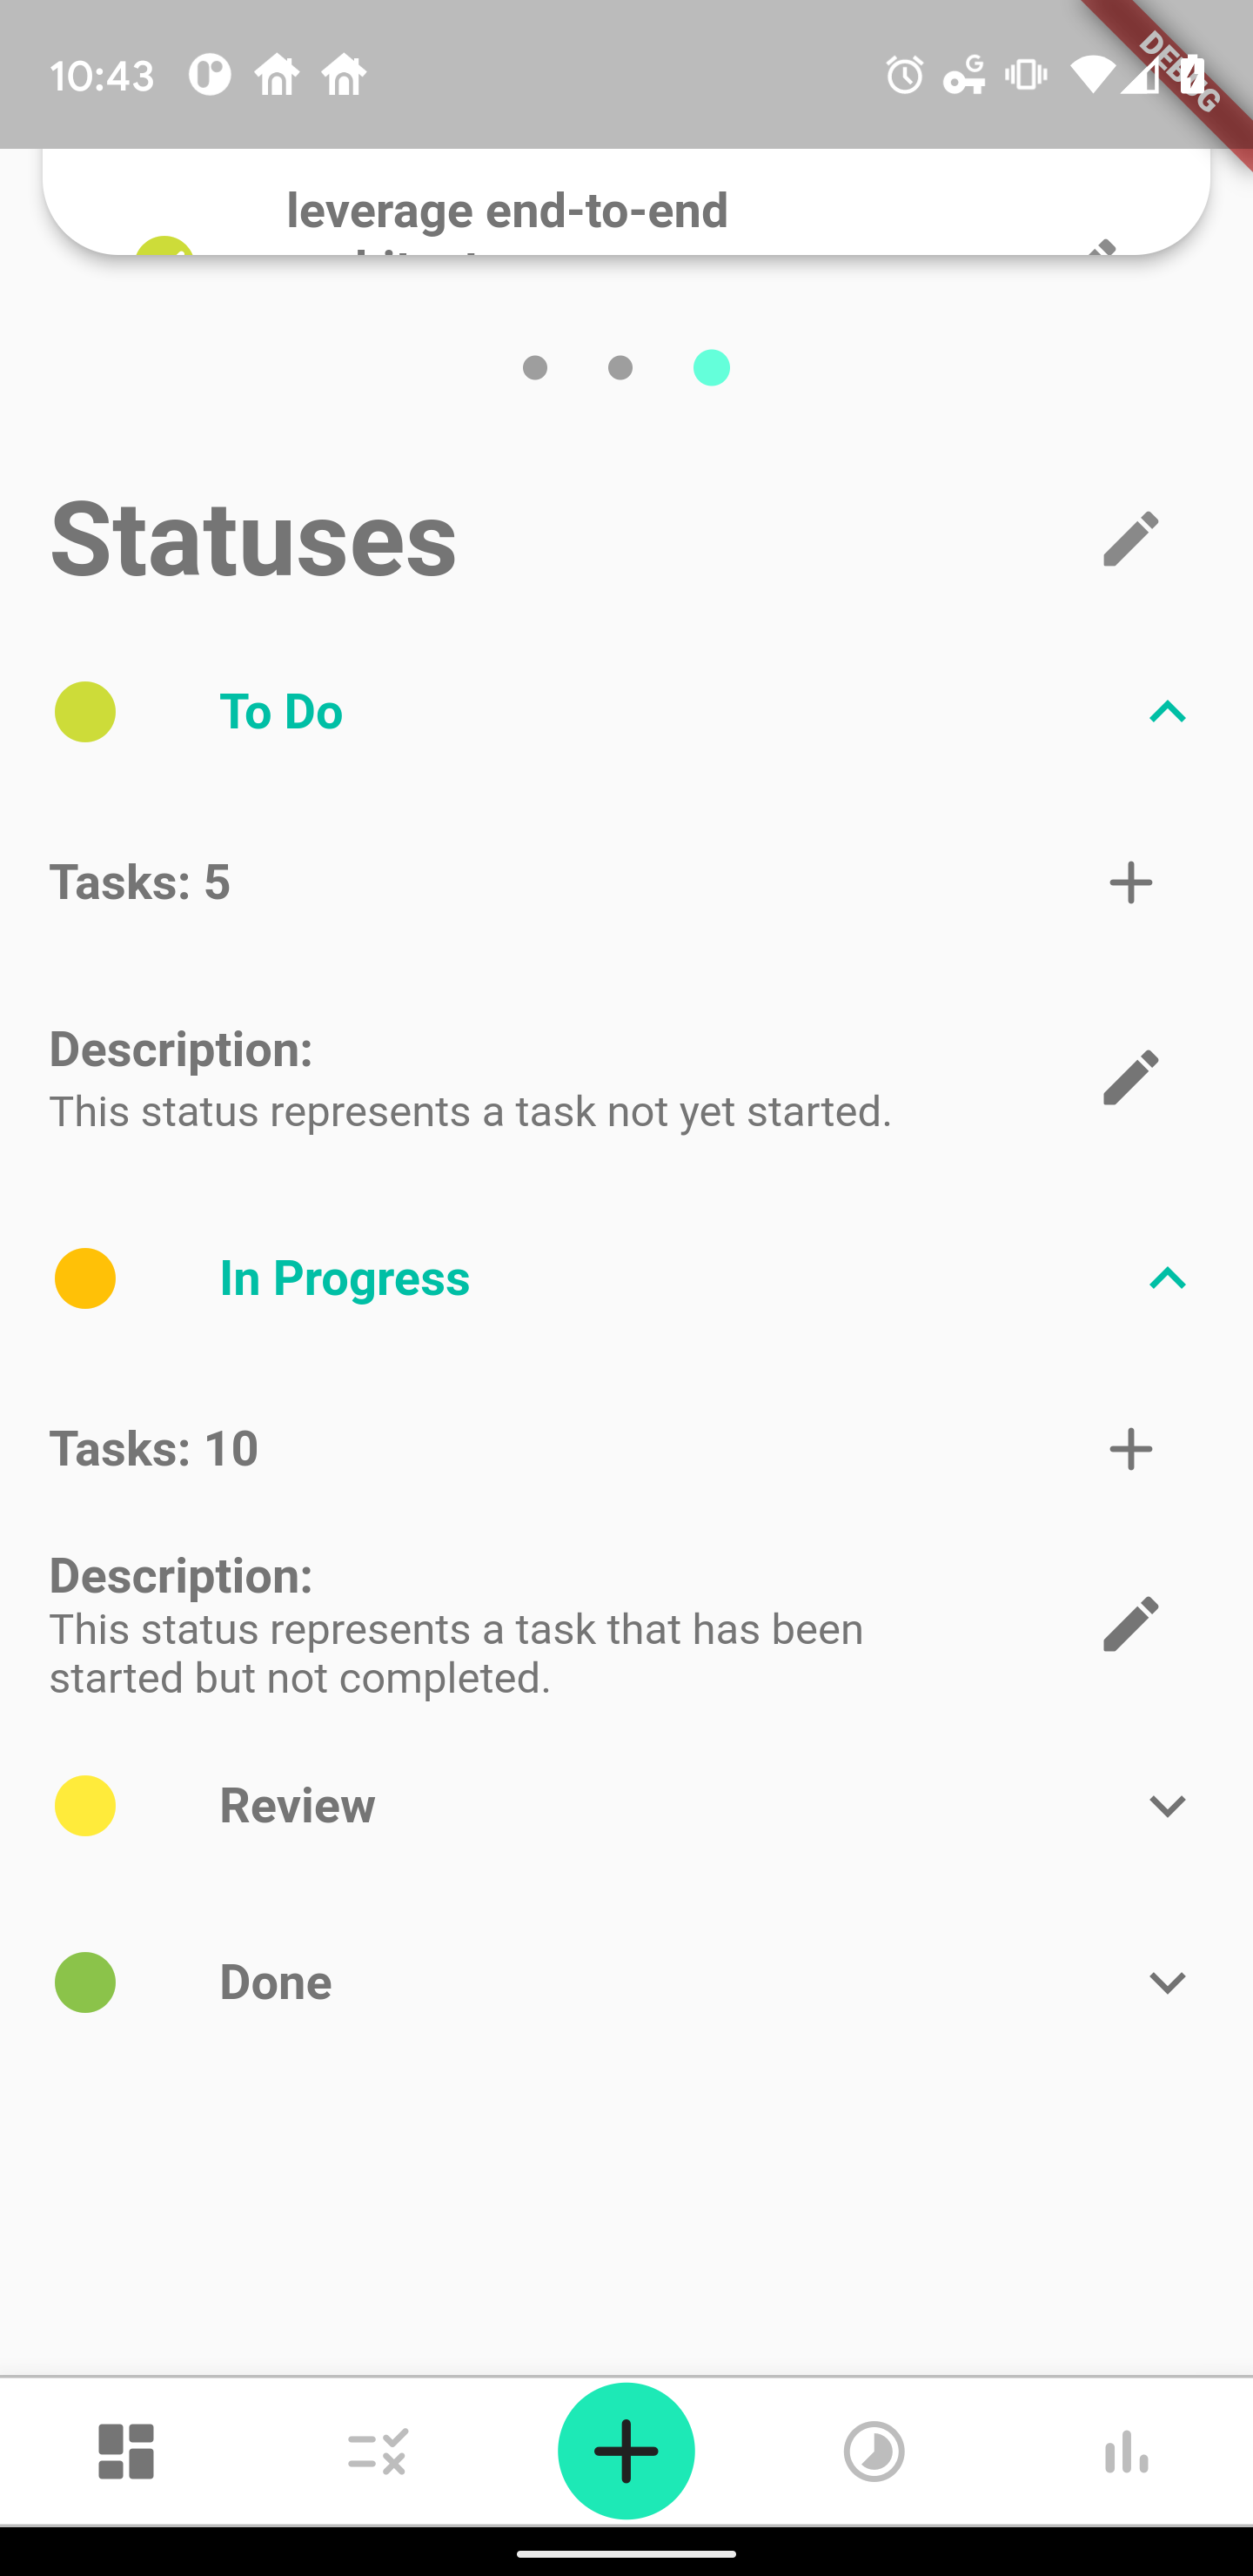 10:43
DEBUG
leverage end-to-end
Statuses
To Do
Tasks: 5
Description:
This status represents a task not yet started.
In Progress
Tasks: 10
Description:
This status represents a task that has been
started but not completed.
Review
Done